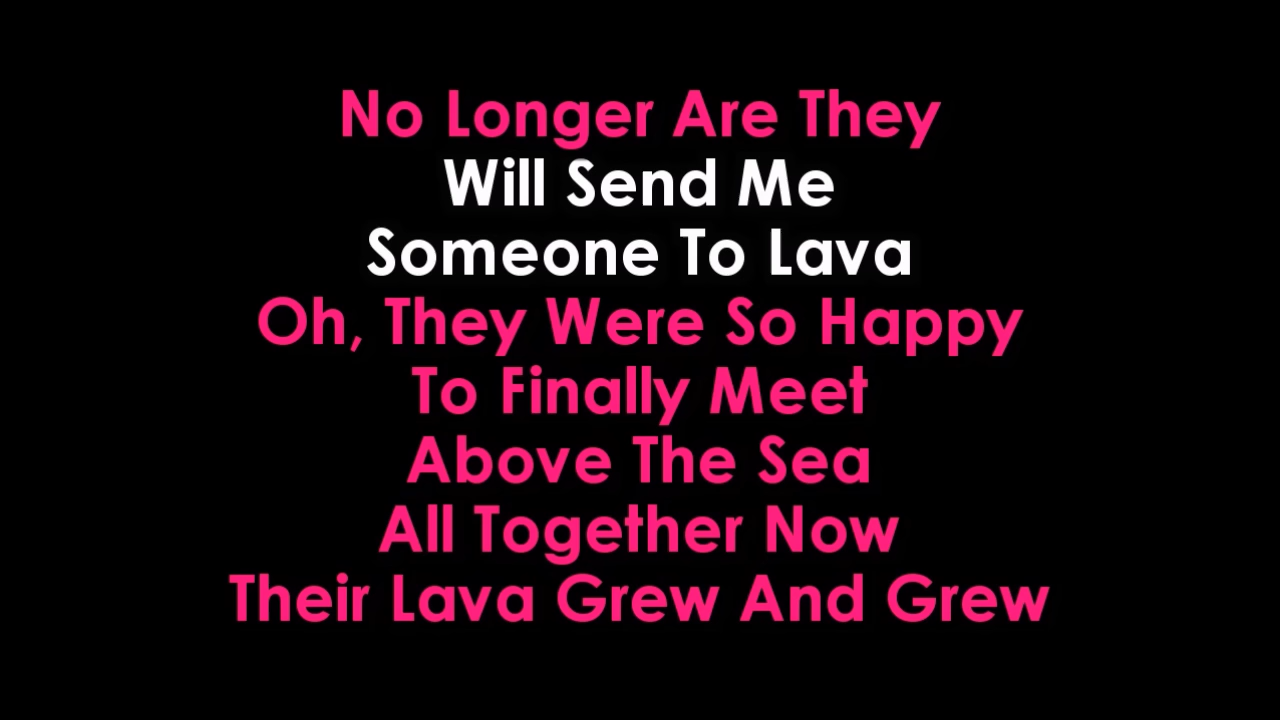 No Longer Are They
Will Send Me
Someone To Lava
Oh, They Were So Happy
To Finally Meet
Above The Sea
All Together Now
Their Lava Grew And Grew